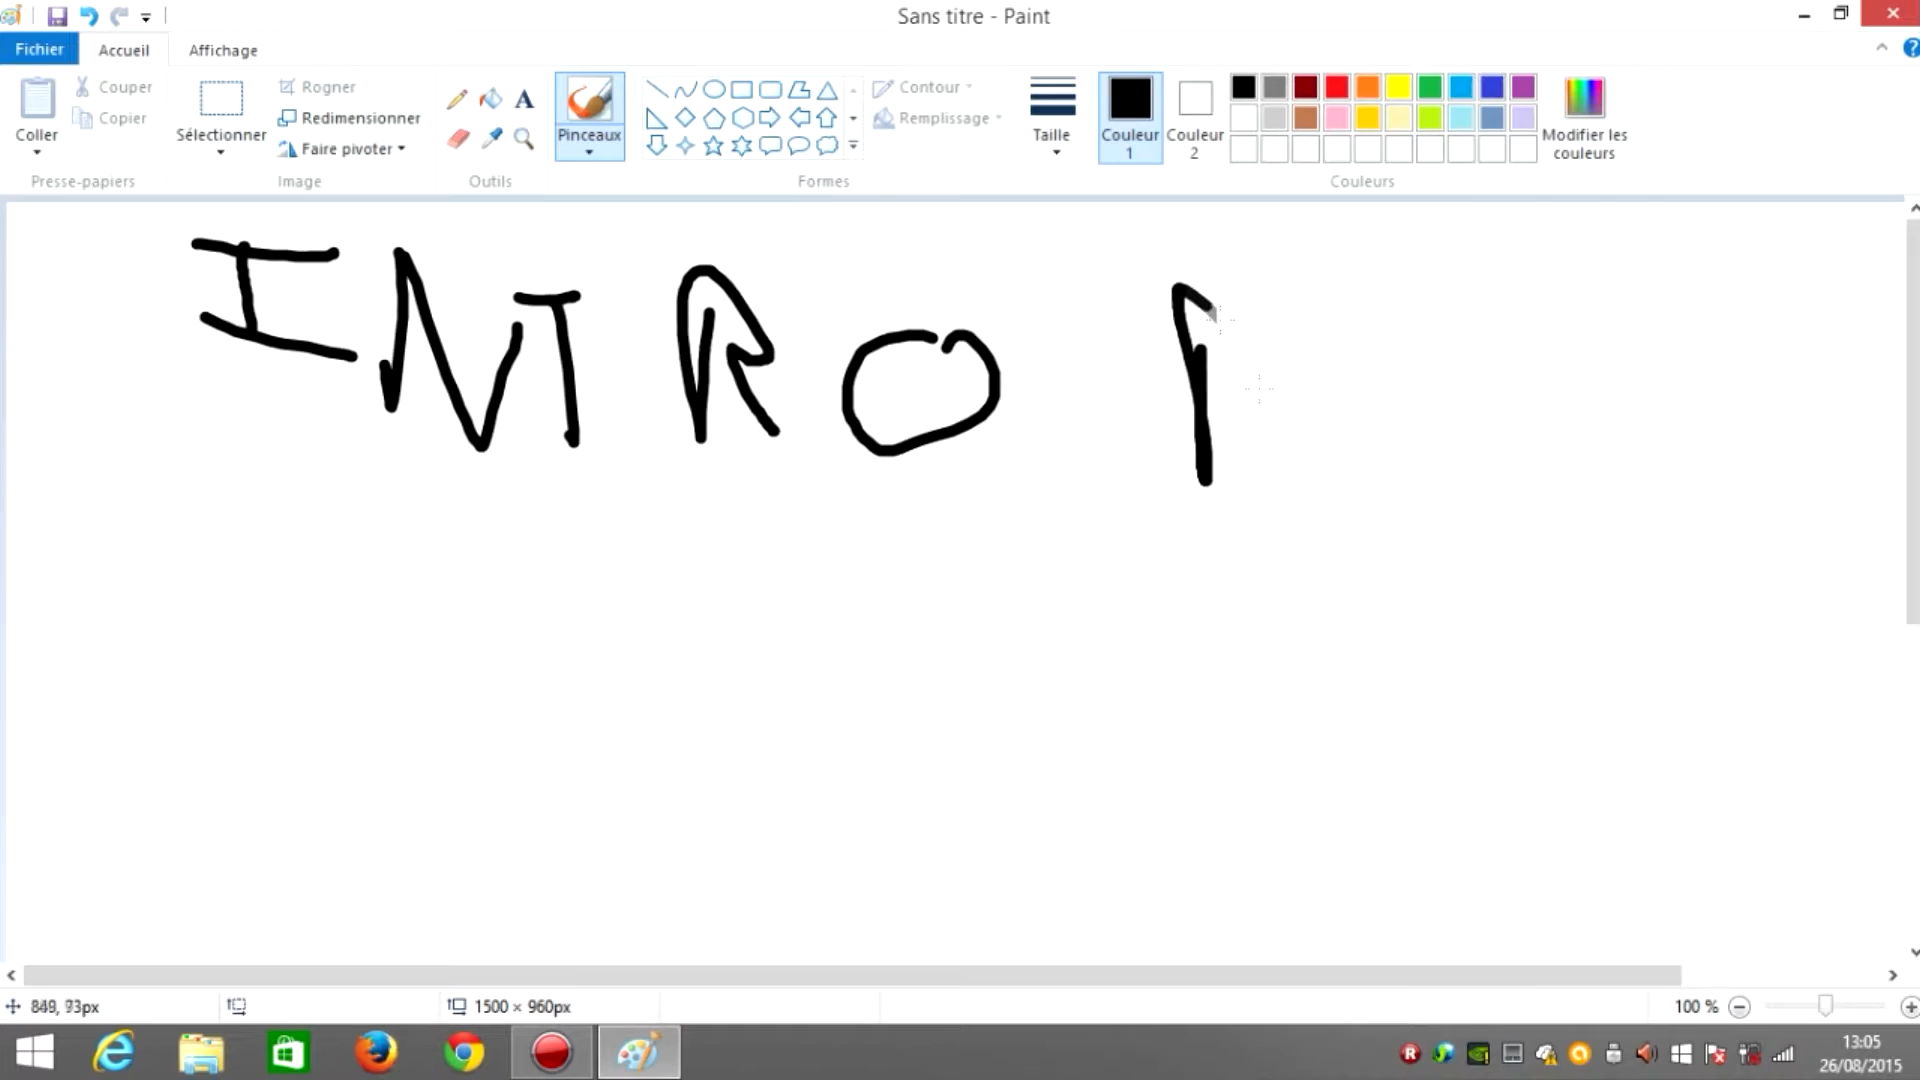 Sans titre - Paint
Fichier Accueil Affichage
Coller
Couper
Copier
Presse-papiers
Sélectionner
Rogner
Redimensionner
Faire pivoter
Image
A
Outils
Pinceaux
Formes
Contour
Remplissage
Taille
Couleur 1
Couleur 2
Modifier les couleurs
Couleurs
INTRO
849, 93px
1500 × 960px
100 %
13:05
26/08/2015